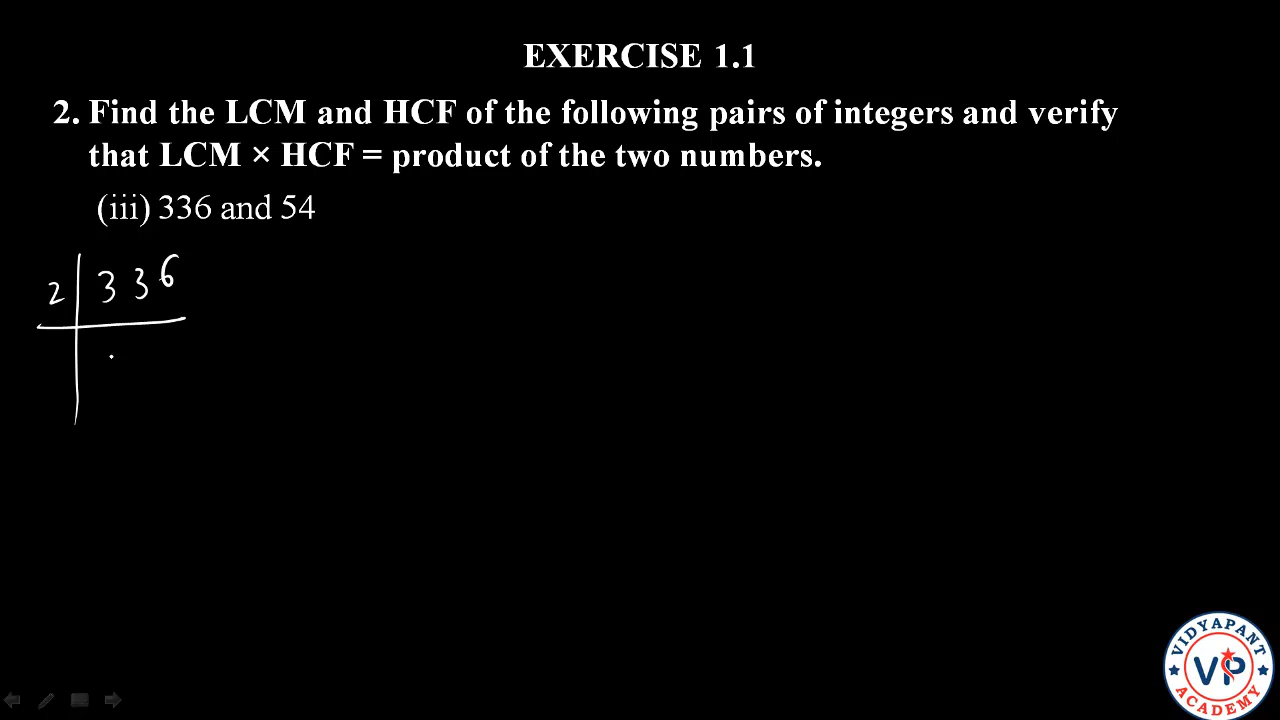 EXERCISE 1.1
2. Find the LCM and HCF of the following pairs of integers and verify
that LCM × HCF = product of the two numbers.
(iii) 336 and 54
2 336
VIDYAPANT
VP
ACADEMY